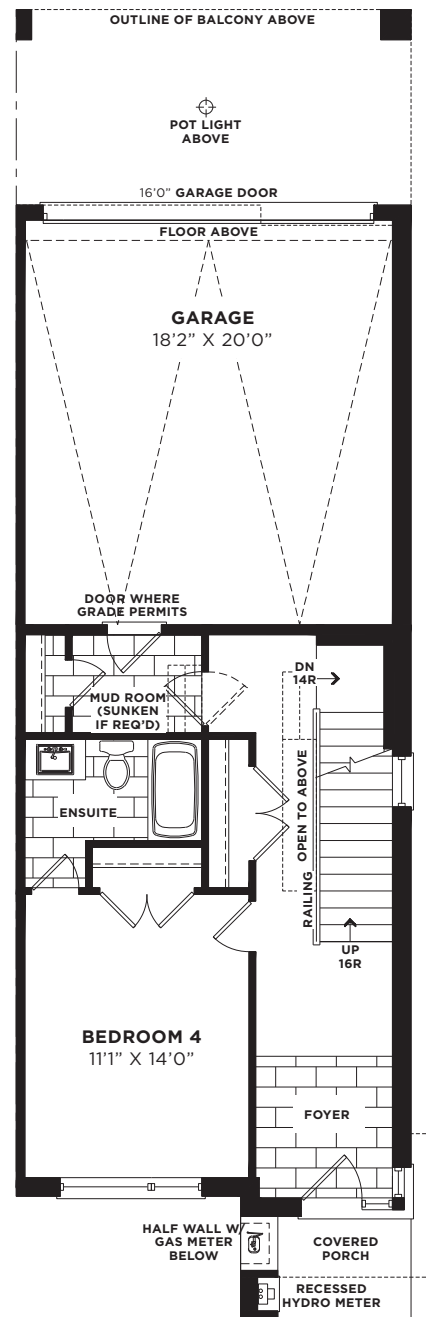 OUTLINE OF BALCONY ABOVE
POT LIGHT
ABOVE
16'0" GARAGE DOOR
FLOOR ABOVE
GARAGE
18'2" X 20'0"
DOOR WHERE
GRADE PERMITS
MUD ROOM
(SUNKEN
IF REQ'D)
DN
14R
ENSUITE
RAILING
OPEN TO ABOVE
UP
16R
BEDROOM 4
11'1" X 14'0"
FOYER
HALF WALL W/
GAS METER
BELOW
COVERED
PORCH
RECESSED
HYDRO METER